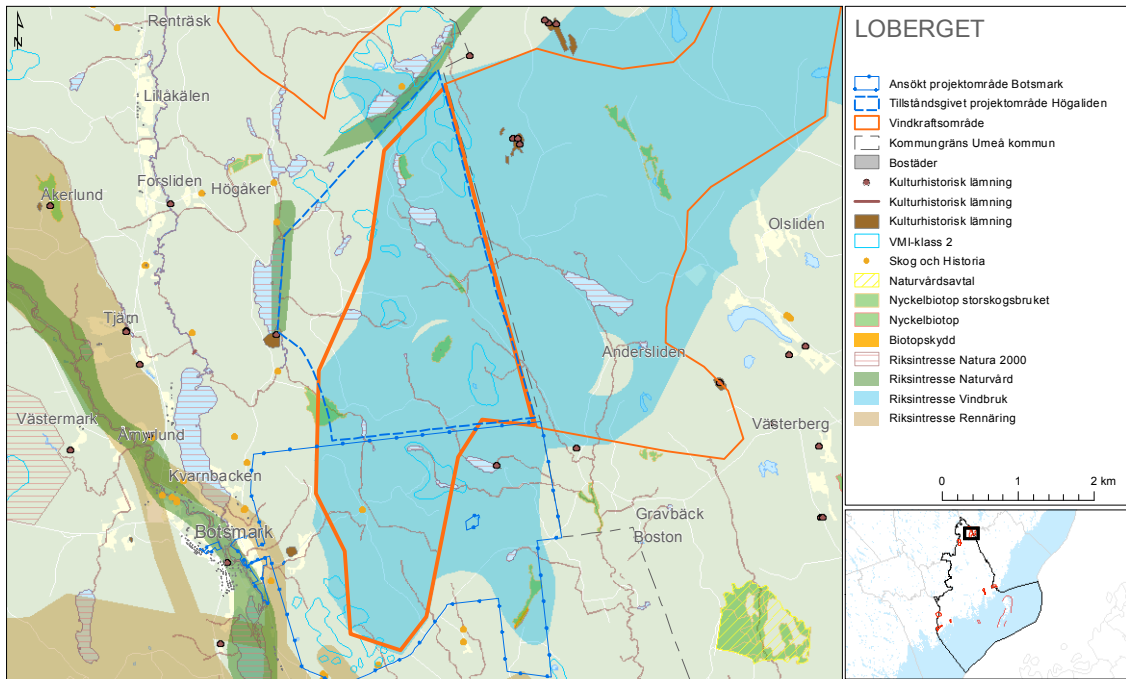 LOBERGET
Ansökt projektområde Botsmark
Tillståndsgivet projektområde Högaliden
Vindkraftsområde
Kommungräns Umeå kommun
Bostäder
Kulturhistorisk lämning
Kulturhistorisk lämning
Kulturhistorisk lämning
VMI-klass 2
Skog och Historia
Naturvårdsavtal
Nyckelbiotop storskogsbruket
Nyckelbiotop
Biotopskydd
Riksintresse Natura 2000
Riksintresse Naturvård
Riksintresse Vindbruk
Riksintresse Rennäring
0 1 2 km
Renträsk
Lillåkälen
Forsliden
Högåker
Åkerlund
Olsliden
Tjärn
Andersliden
Västermark
Åmyrlund
Västerberg
Kvarnbacken
Gravbäck
Botsmark
Boston